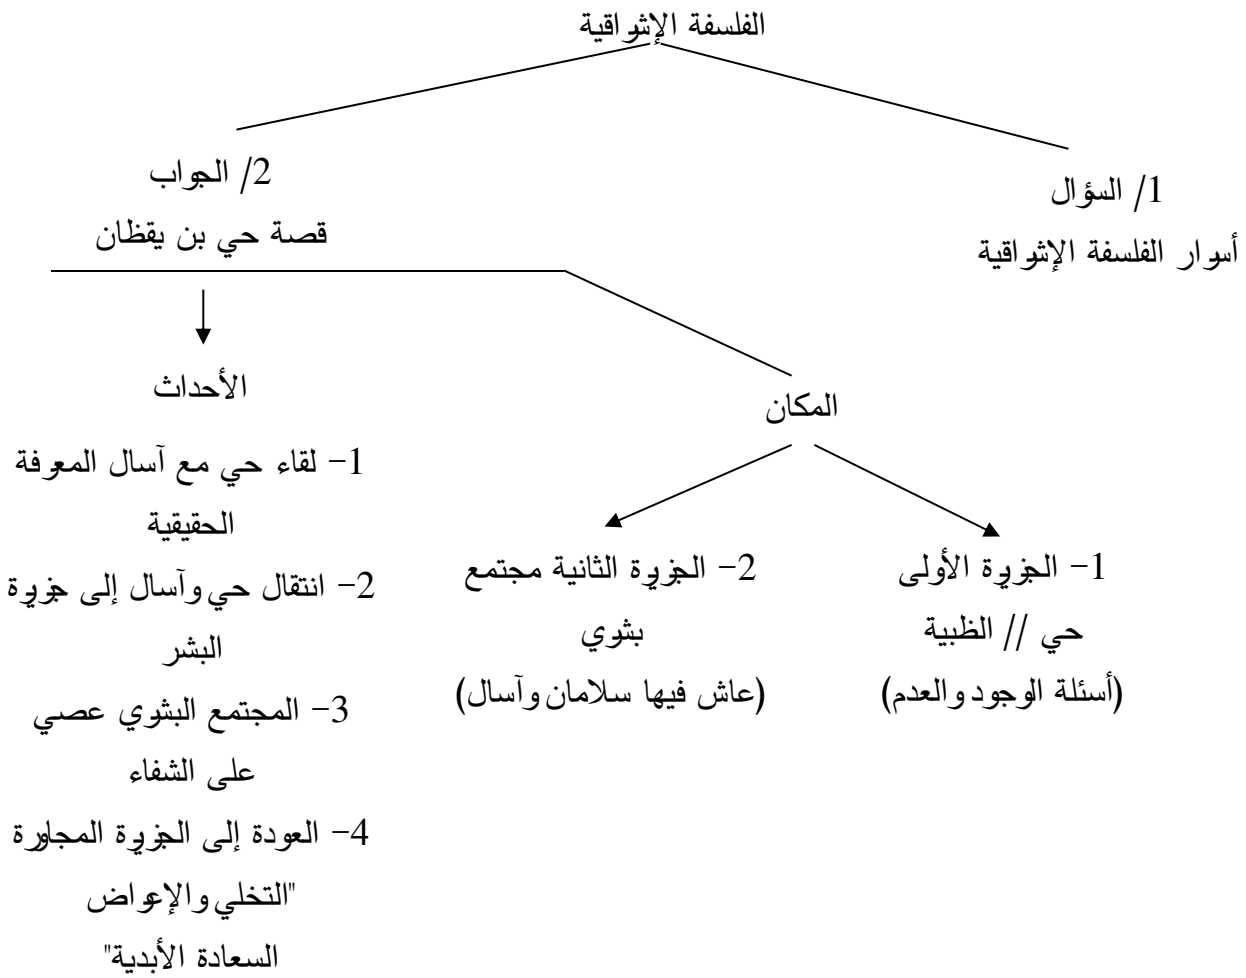 الفلسفة الإشراقية
1/ السؤال
أسرار الفلسفة الإشراقية
2/ الجواب
قصة حي بن يقظان
المكان
1- الجزيرة الأولى
حي // الظبية
(أسئلة الوجود والعدم)
2- الجزيرة الثانية مجتمع
بشري
(عاش فيها سلامان وآسال)
الأحداث
1- لقاء حي مع آسال المعرفة
الحقيقية
2- انتقال حي وآسال إلى جزيرة
البشر
3- المجتمع البشري عصي
على الشفاء
4- العودة إلى الجزيرة المجاورة
"التخلي والإعراض
السعادة الأبدية"